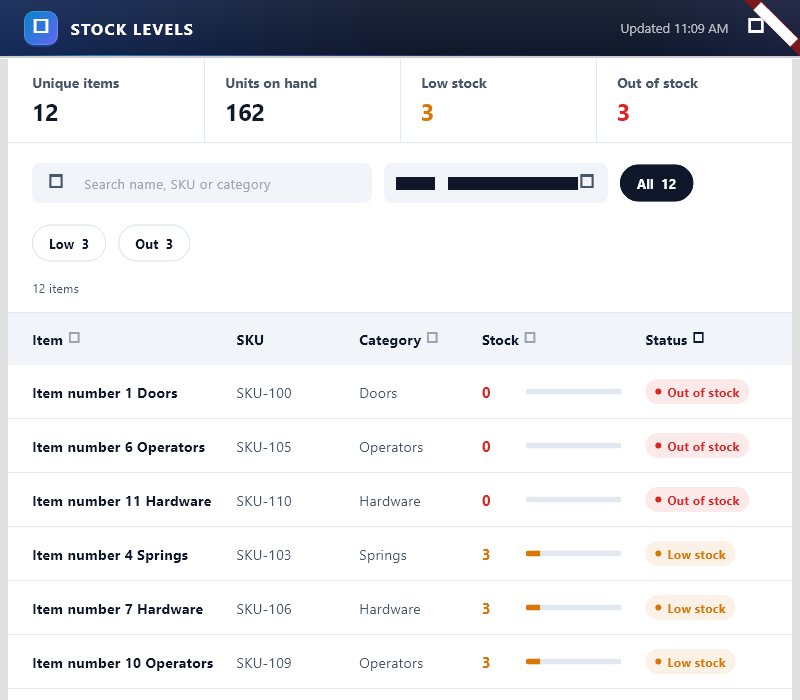 STOCK LEVELS
Updated 11:09 AM
Unique items
12
Units on hand
162
Low stock
3
Out of stock
3
Search name, SKU or category
All 12
Low 3
Out 3
12 items
Item SKU Category Stock Status
Item number 1 Doors SKU-100 Doors 0 Out of stock
Item number 6 Operators SKU-105 Operators 0 Out of stock
Item number 11 Hardware SKU-110 Hardware 0 Out of stock
Item number 4 Springs SKU-103 Springs 3 Low stock
Item number 7 Hardware SKU-106 Hardware 3 Low stock
Item number 10 Operators SKU-109 Operators 3 Low stock